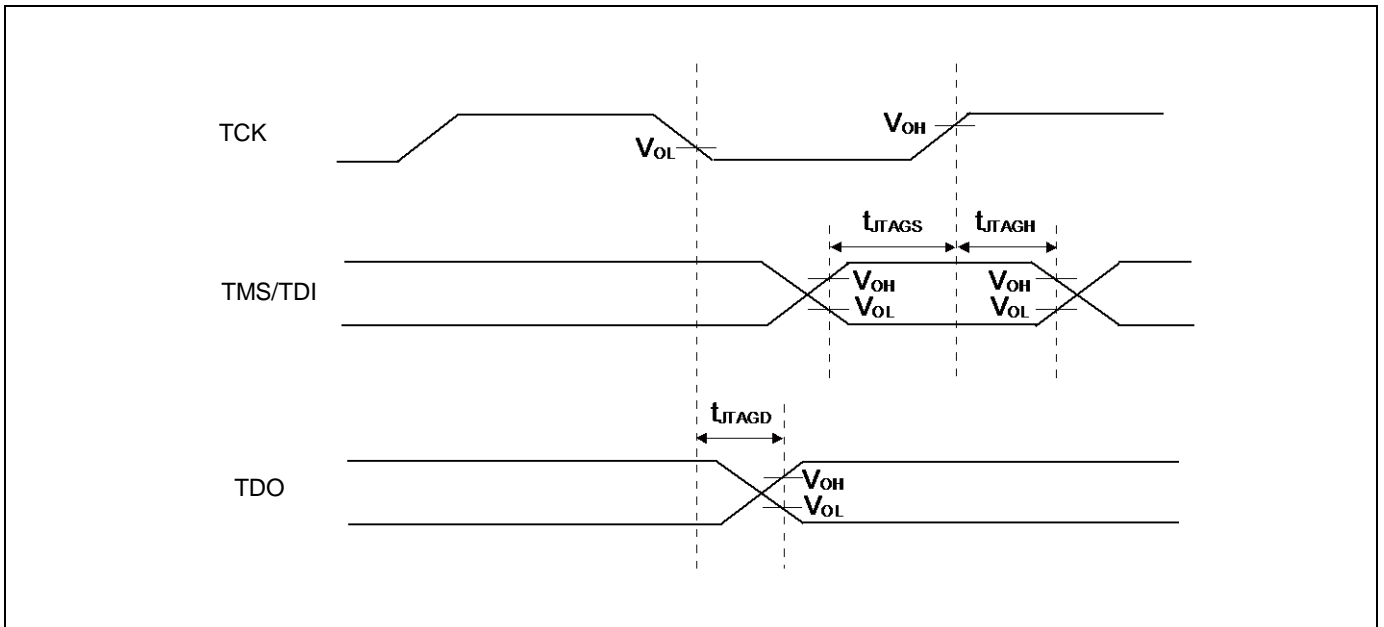 TCK
VOL
VOH
tJTAGS
tJTAGH
TMS/TDI
VOH
VOH
VOL
VOL
tJTAGD
TDO
VOH
VOL